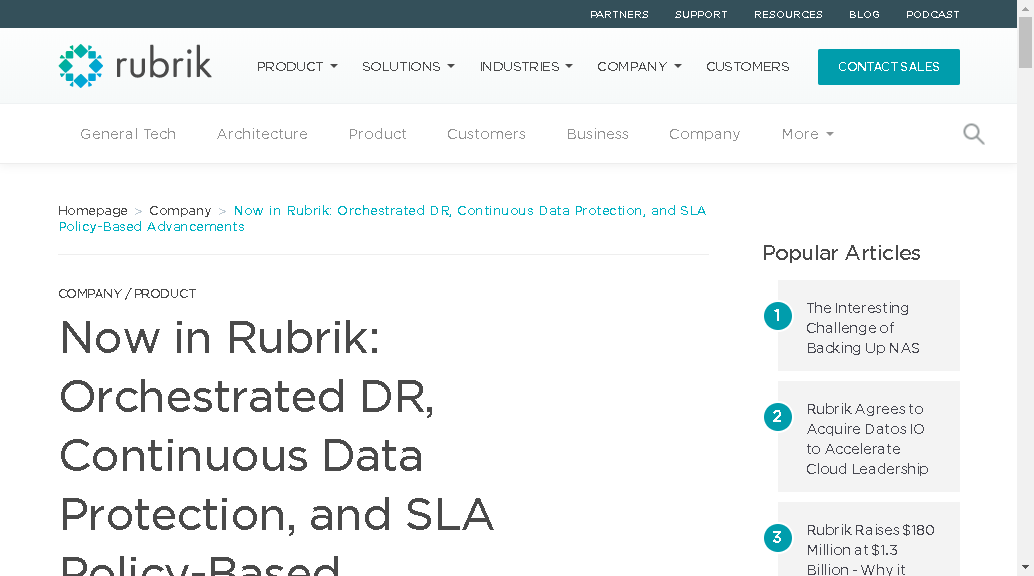 PARTNERS SUPPORT RESOURCES BLOG PODCAST
rubrik PRODUCT SOLUTIONS INDUSTRIES COMPANY CUSTOMERS CONTACT SALES
General Tech Architecture Product Customers Business Company More
Homepage > Company > Now in Rubrik: Orchestrated DR, Continuous Data Protection, and SLA
Policy-Based Advancements
COMPANY / PRODUCT
Now in Rubrik:
Orchestrated DR,
Continuous Data
Protection, and SLA
Policy-Based
Popular Articles
1 The Interesting
Challenge of
Backing Up NAS
2 Rubrik Agrees to
Acquire Datos IO
to Accelerate
Cloud Leadership
3 Rubrik Raises $180
Million at $1.3
Billion - Why it